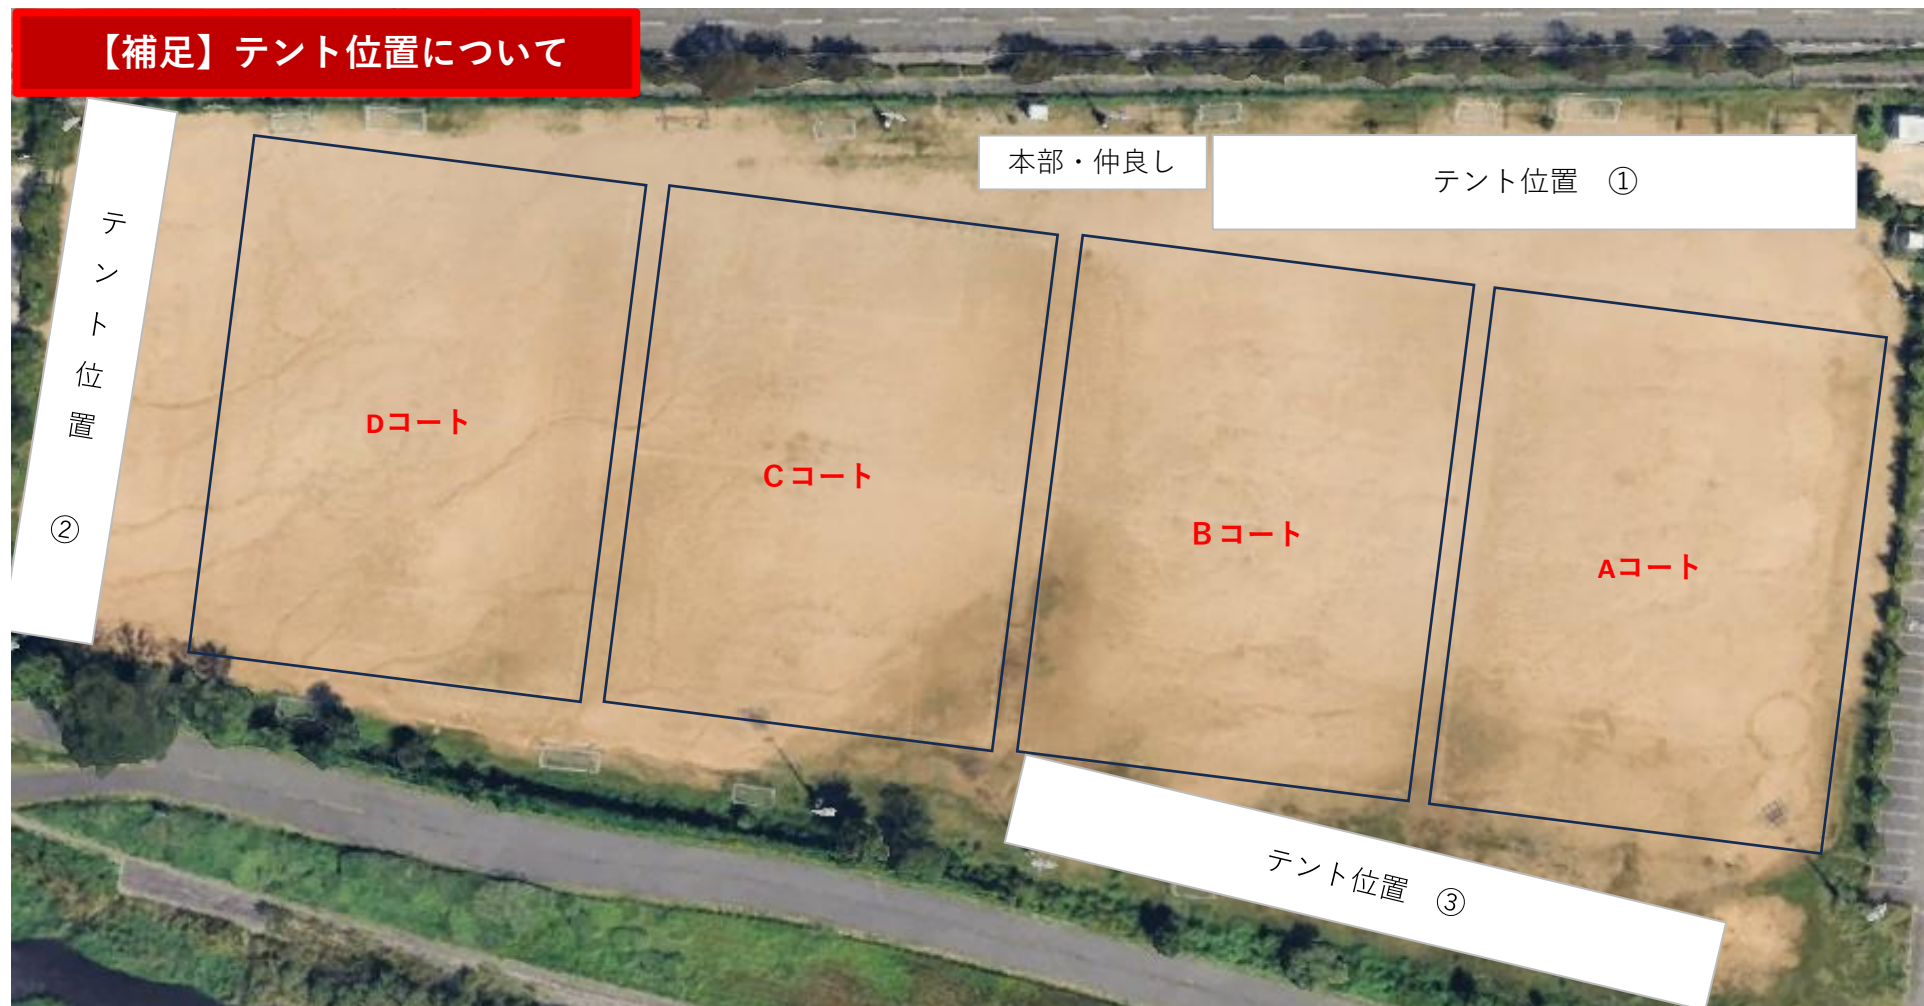 【補足】テント位置について
本部・仲良し
テント位置　①
テント位置　②
Dコート
Cコート
Bコート
Aコート
テント位置　③